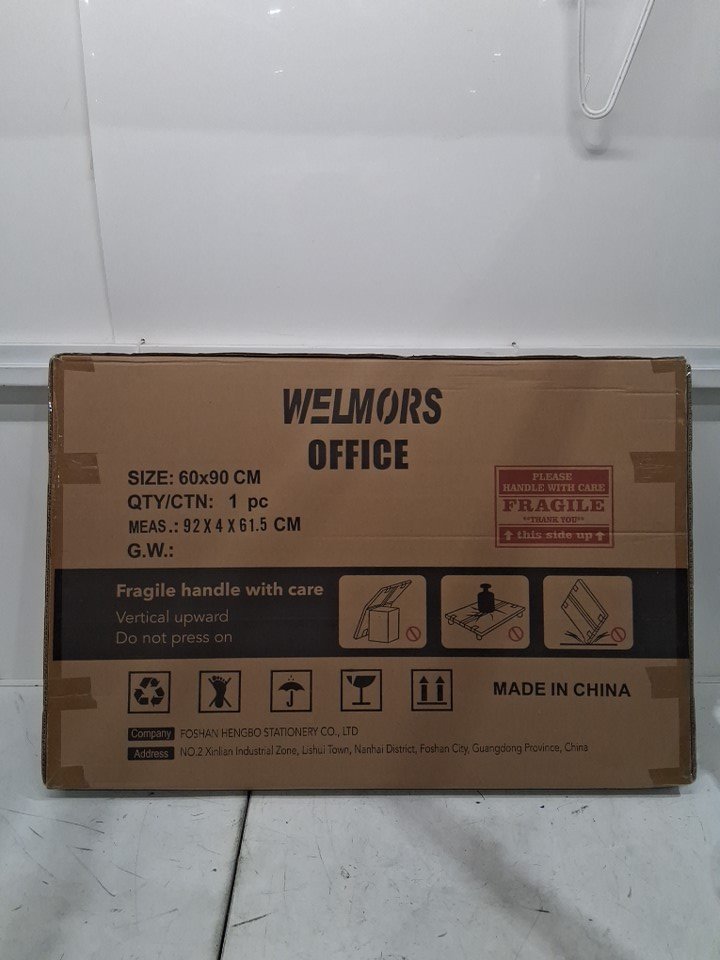 WELMORS
OFFICE
SIZE: 60x90 CM
QTY/CTN: 1 pc
MEAS.: 92 X 4 X 61.5 CM
G.W.:
PLEASE
HANDLE WITH CARE
FRAGILE
**THANK YOU**
this side up
Fragile handle with care
Vertical upward
Do not press on
MADE IN CHINA
Company FOSHAN HENGBO STATIONERY CO., LTD
Address NO.2 Xinlian Industrial Zone, Lishui Town, Nanhai District, Foshan City, Guangdong Province, China